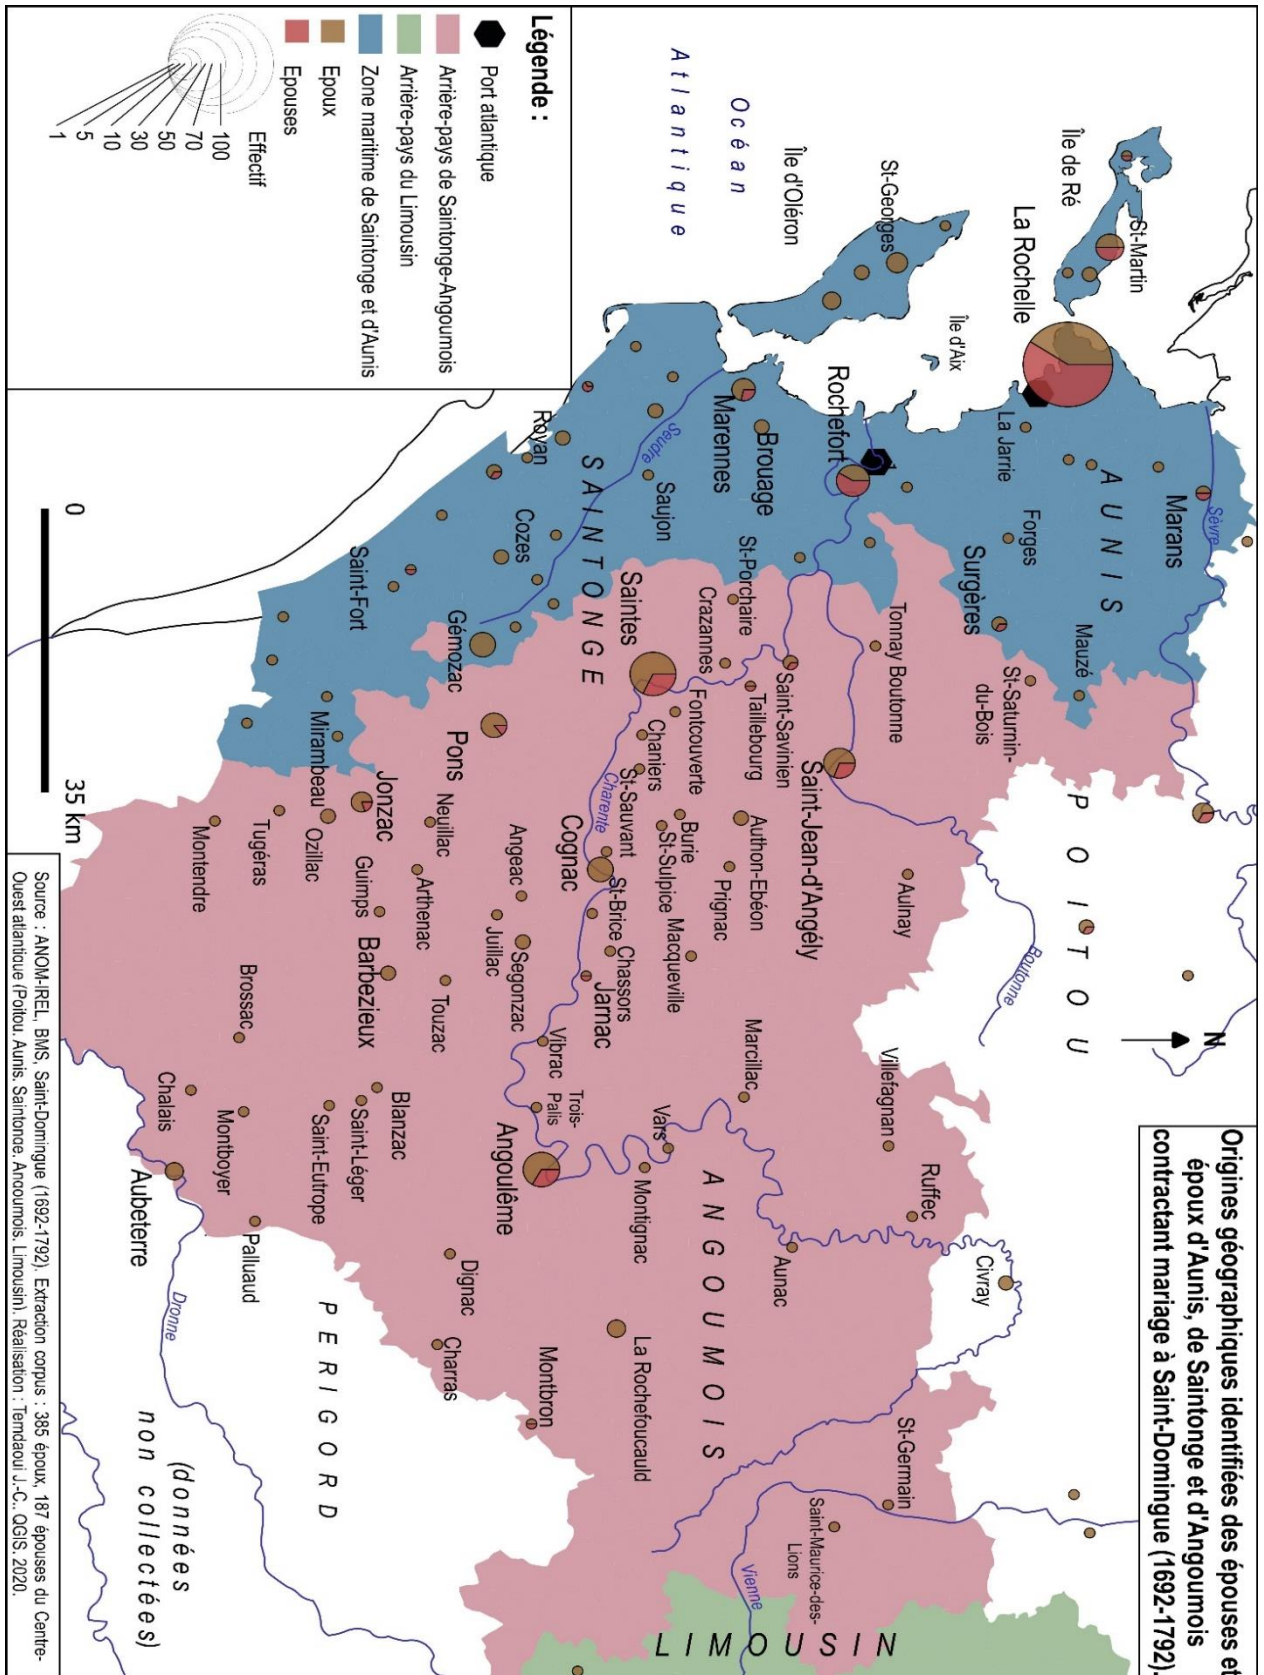 Origines géographiques identifiées des épouses et
époux d'Aunis, de Saintonge et d'Angoumois
contractant mariage à Saint-Domingue (1692-1792).
N
POITOU
AUNIS
SAINTONGE
ANGOUMOIS
LIMOUSIN
PERIGORD
(données
non collectées)
Océan
Atlantique
Sèvre
Boutonne
Charente
Seudre
Vienne
Dronne
Île de Ré
St-Martin
La Rochelle
Marans
La Jarrie
Forges
Surgères
Mauzé
St-Saturnin-
du-Bois
Île d'Aix
St-Georges
Île d'Oléron
Rochefort
Tonnay Boutonne
Brouage
Marennes
St-Porchaire
Crazannes
Saint-Savinien
Taillebourg
Saint-Jean-d'Angély
Aulnay
Villefagnan
Ruffec
Civray
St-Germain
Saint-Maurice-des-
Lions
Saujon
Royan
Cozes
Saintes
Fontcouverte
Chaniers
St-Sauvant
Burie
St-Sulpice
Authon-Ebéon
Prignac
Macqueville
Marcillac
Aunac
Vars
Montignac
La Rochefoucauld
Cognac
St-Brice
Chassors
Jarnac
Vibrac
Trois-
Palis
Angoulême
Montbron
Gémozac
Saint-Fort
Pons
Neuillac
Angeac
Juillac
Segonzac
Arthenac
Touzac
Dignac
Charras
Jonzac
Guimps
Barbezieux
Blanzac
Saint-Léger
Saint-Eutrope
Mirambeau
Ozillac
Tugéras
Montendre
Brossac
Chalais
Montboyer
Palluaud
Aubeterre
Légende :
Port atlantique
Arrière-pays de Saintonge-Angoumois
Arrière-pays du Limousin
Zone maritime de Saintonge et d'Aunis
Epoux
Epouses
Effectif
100
70
50
30
10
5
1
0
35 km
Source : ANOM-IREL, BMS, Saint-Domingue (1692-1792). Extraction corpus : 385 époux, 187 épouses du Centre-
Ouest atlantique (Poitou, Aunis, Saintonge, Angoumois, Limousin). Réalisation : Temdaoui J.-C., QGIS, 2020.